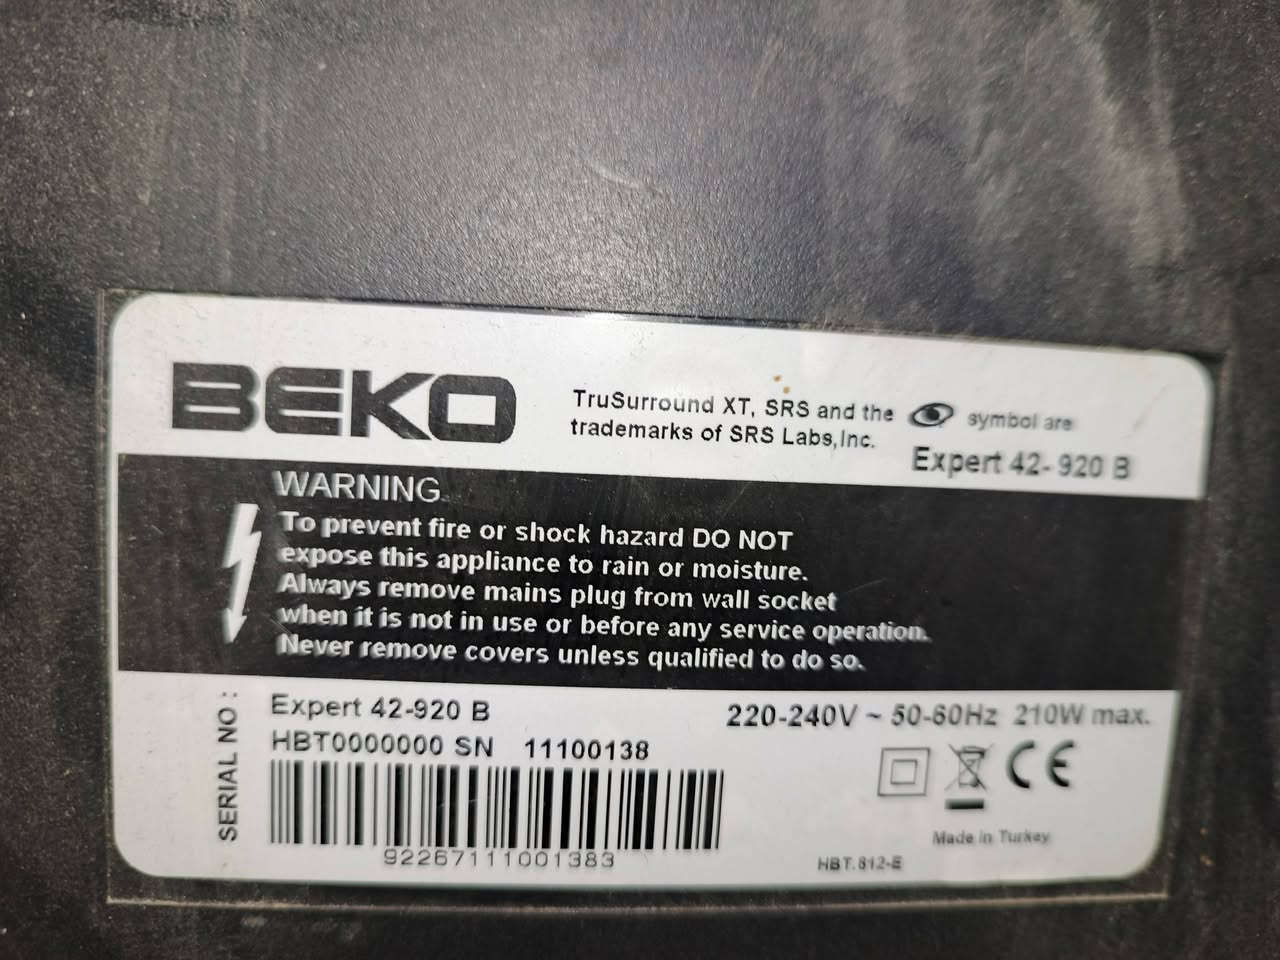 BEKO
TruSurround XT, SRS and the symbol are
trademarks of SRS Labs,Inc.
Expert 42-920 B
WARNING
To prevent fire or shock hazard DO NOT
expose this appliance to rain or moisture.
Always remove mains plug from wall socket
when it is not in use or before any service operation.
Never remove covers unless qualified to do so.
SERIAL NO :
Expert 42-920 B
220-240V ~ 50-60Hz 210W max.
HBT0000000 SN 11100138
92267111001383
CE
Made in Turkey
HBT.812-E